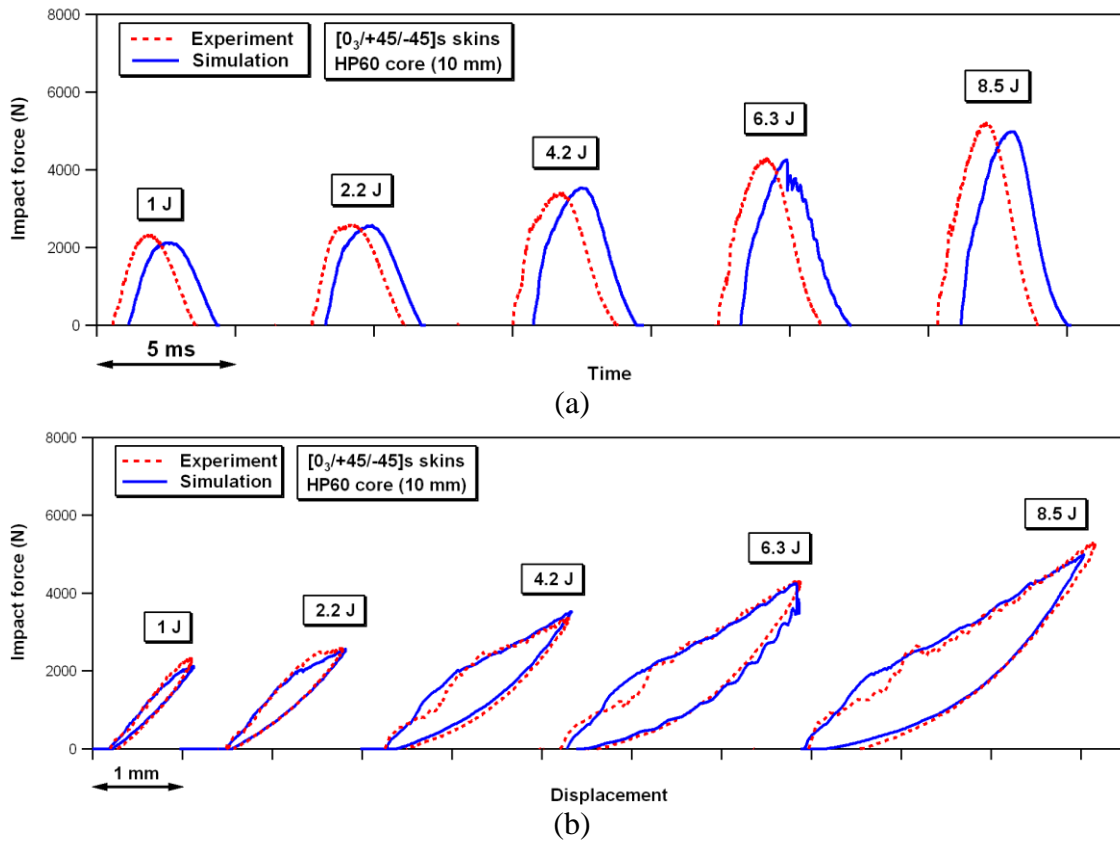 8000
Experiment
Simulation
[0₃/+45/-45]s skins
HP60 core (10 mm)
8.5 J
6000
6.3 J
4.2 J
Impact force (N)
4000
2.2 J
1 J
2000
0
5 ms
Time
(a)
8000
Experiment
Simulation
[0₃/+45/-45]s skins
HP60 core (10 mm)
8.5 J
6000
6.3 J
4.2 J
Impact force (N)
4000
2.2 J
1 J
2000
0
1 mm
Displacement
(b)